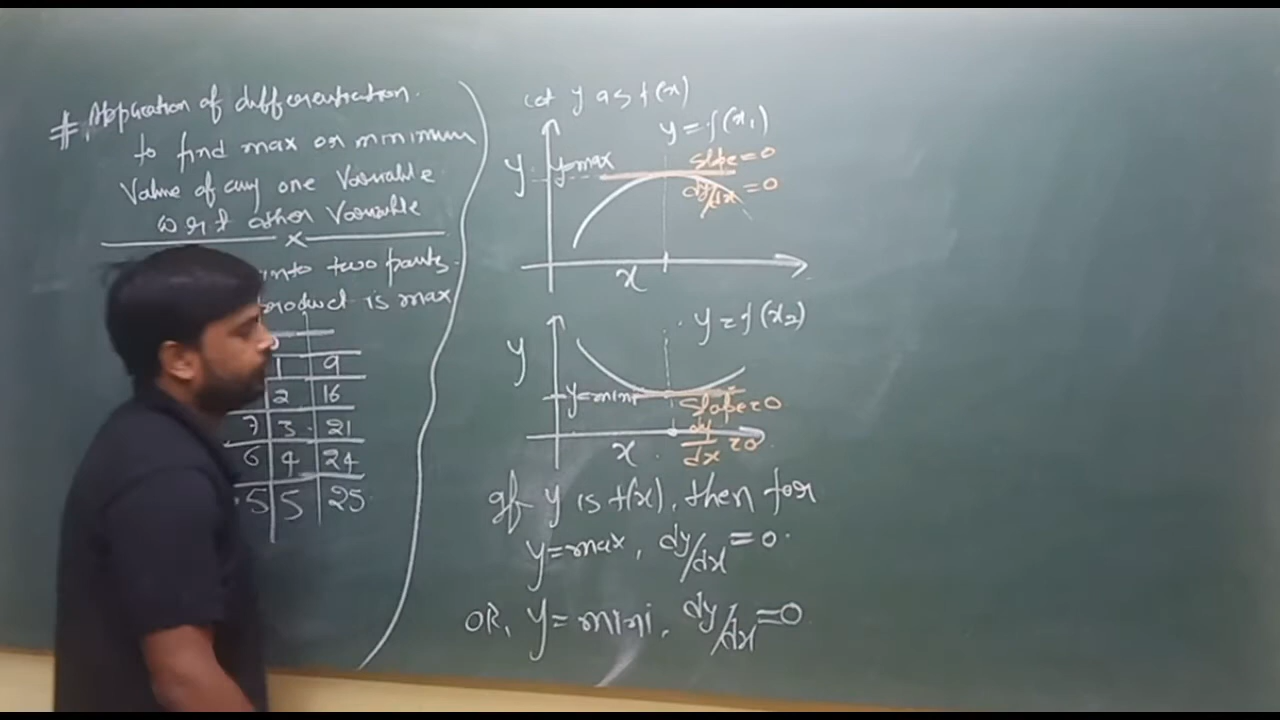 #. Application of differentiation.
to find max or minimum
Value of any one Variable
w.r.t other Variable
x
into two parts.
product is max
1 9
2 16
7 3 21
6 4 24
5 5 25
Let y as f(x)
y = f(x₁)
y y=max slope=0
dy/dx = 0
x
y = f(x₂)
y
y=mini slope=0
dy/dx = 0
x
If y is f(x), then for
y=max, dy/dx = 0.
OR, y = mini, dy/dx = 0